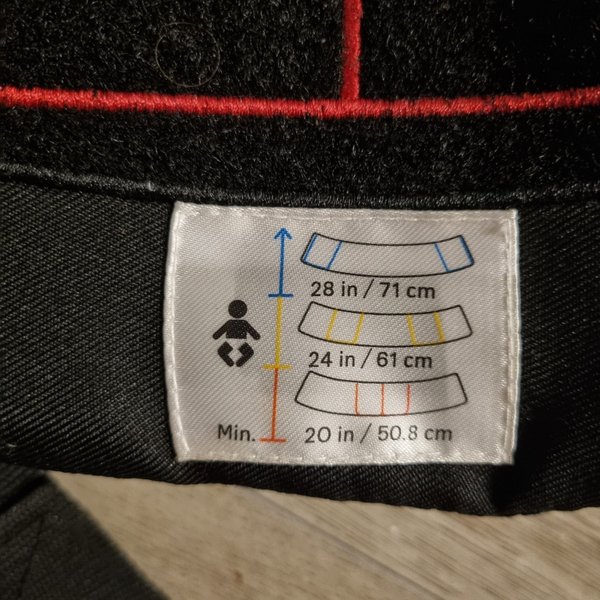 28 in / 71 cm
24 in / 61 cm
Min. 20 in / 50.8 cm